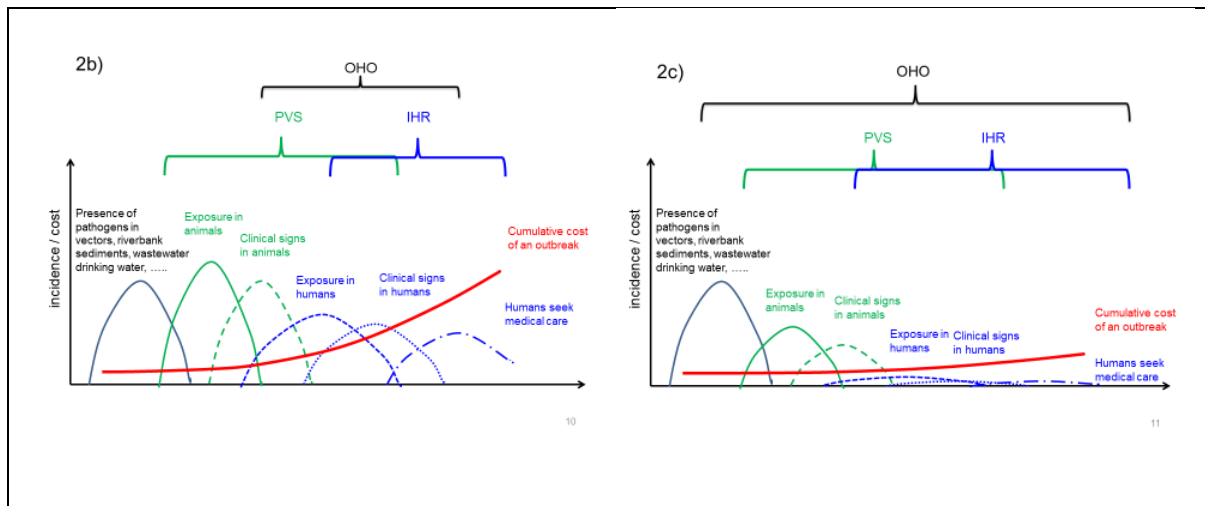 2b)
OHO
PVS
IHR
incidence / cost
Presence of
pathogens in
vectors, riverbank
sediments, wastewater
drinking water, …..
Exposure in
animals
Clinical signs
in animals
Exposure in
humans
Clinical signs
in humans
Cumulative cost
of an outbreak
Humans seek
medical care
10
2c)
OHO
PVS
IHR
incidence / cost
Presence of
pathogens in
vectors, riverbank
sediments, wastewater
drinking water, …..
Exposure in
animals
Clinical signs
in animals
Exposure in
humans
Clinical signs
in humans
Cumulative cost
of an outbreak
Humans seek
medical care
11